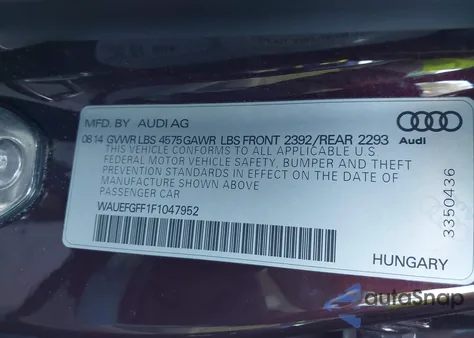 MFD. BY AUDI AG
08.14 GVWR LBS 4575 GAWR LBS FRONT 2392/REAR 2293
THIS VEHICLE CONFORMS TO ALL APPLICABLE U.S.
FEDERAL MOTOR VEHICLE SAFETY, BUMPER AND THEFT
PREVENTION STANDARDS IN EFFECT ON THE DATE
OF MANUFACTURE SHOWN ABOVE.
PASSENGER CAR
WAUEFGFF1F1047952
Audi
3350436
HUNGARY
autoSnap